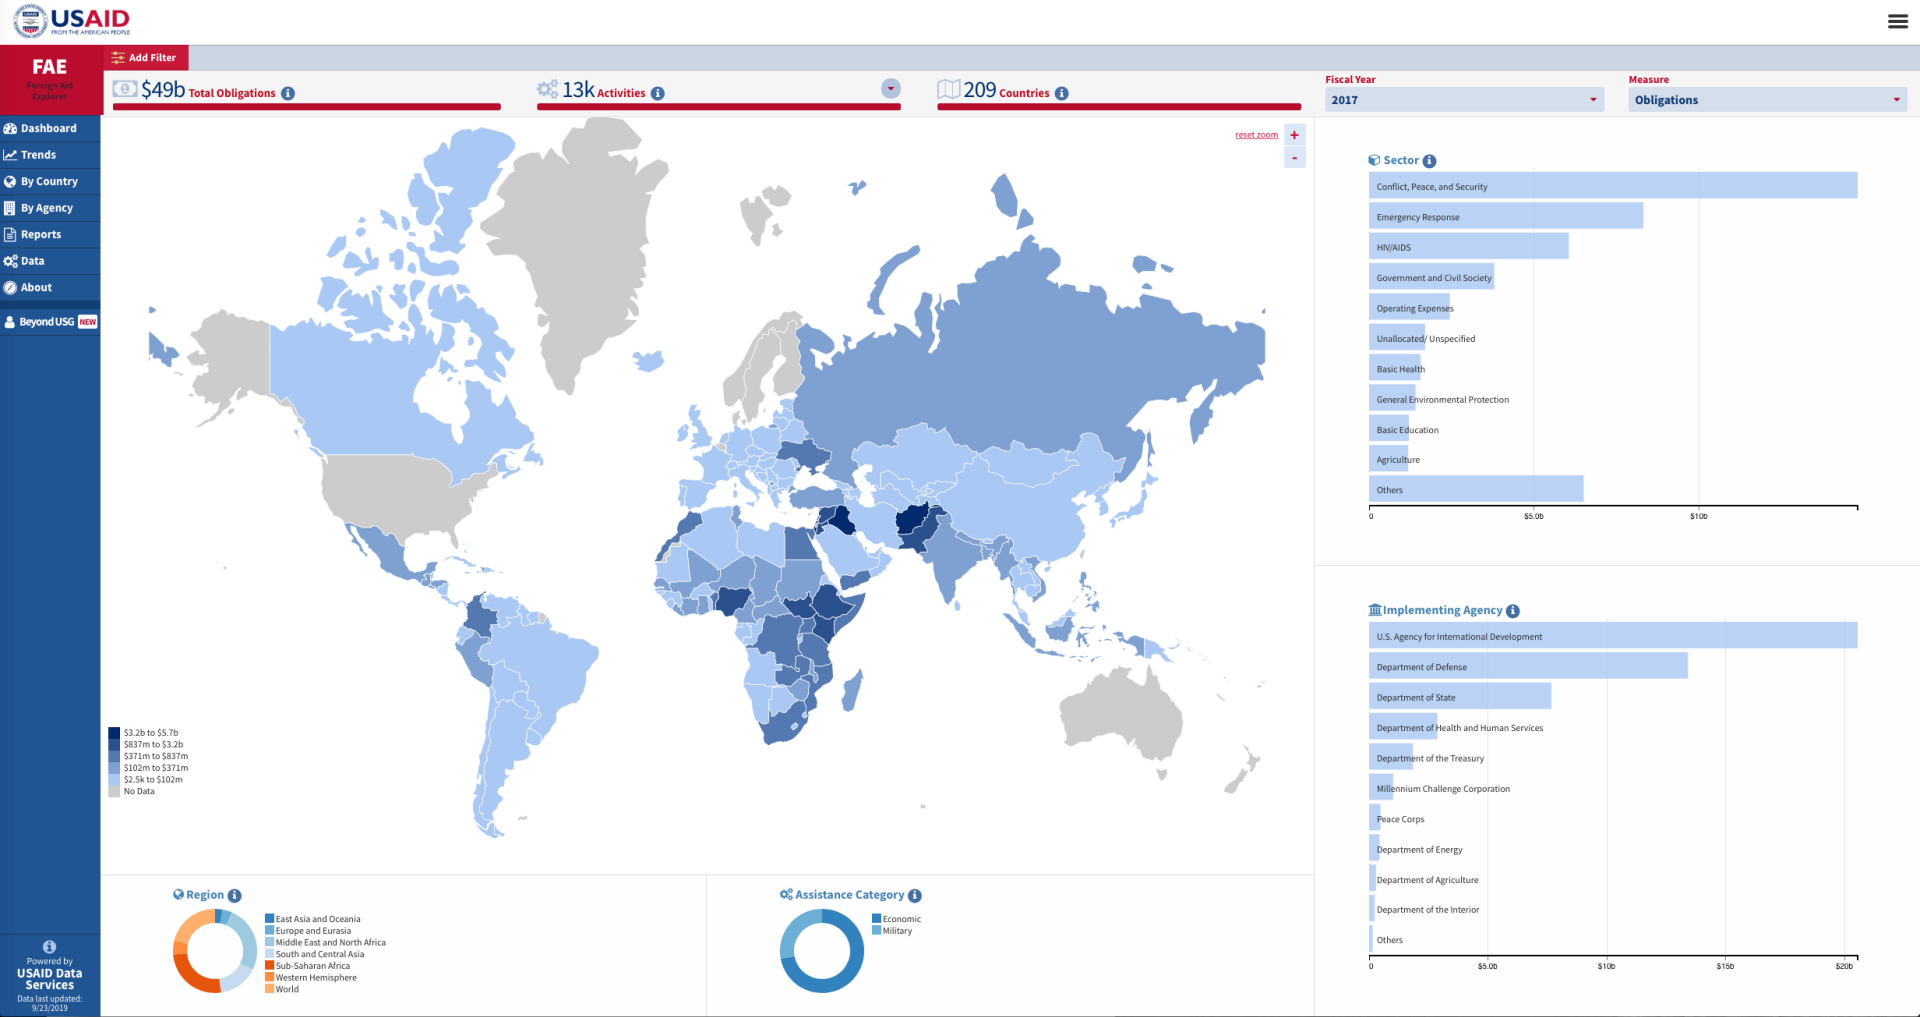 USAID
FROM THE AMERICAN PEOPLE
FAE
Foreign Aid
Explorer
Add Filter
$49b Total Obligations
13k Activities
209 Countries
Fiscal Year
2017
Measure
Obligations
Dashboard
Trends
By Country
By Agency
Reports
Data
About
BeyondUSG NEW
reset zoom
+
-
$3.2b to $5.7b
$837m to $3.2b
$371m to $837m
$102m to $371m
$2.5k to $102m
No Data
Sector
Conflict, Peace, and Security
Emergency Response
HIV/AIDS
Government and Civil Society
Operating Expenses
Unallocated/ Unspecified
Basic Health
General Environmental Protection
Basic Education
Agriculture
Others
0 $5.0b $10b
Implementing Agency
U.S. Agency for International Development
Department of Defense
Department of State
Department of Health and Human Services
Department of the Treasury
Millennium Challenge Corporation
Peace Corps
Department of Energy
Department of Agriculture
Department of the Interior
Others
0 $5.0b $10b $15b $20b
Region
East Asia and Oceania
Europe and Eurasia
Middle East and North Africa
South and Central Asia
Sub-Saharan Africa
Western Hemisphere
World
Assistance Category
Economic
Military
Powered by
USAID Data
Services
Data last updated:
9/23/2019